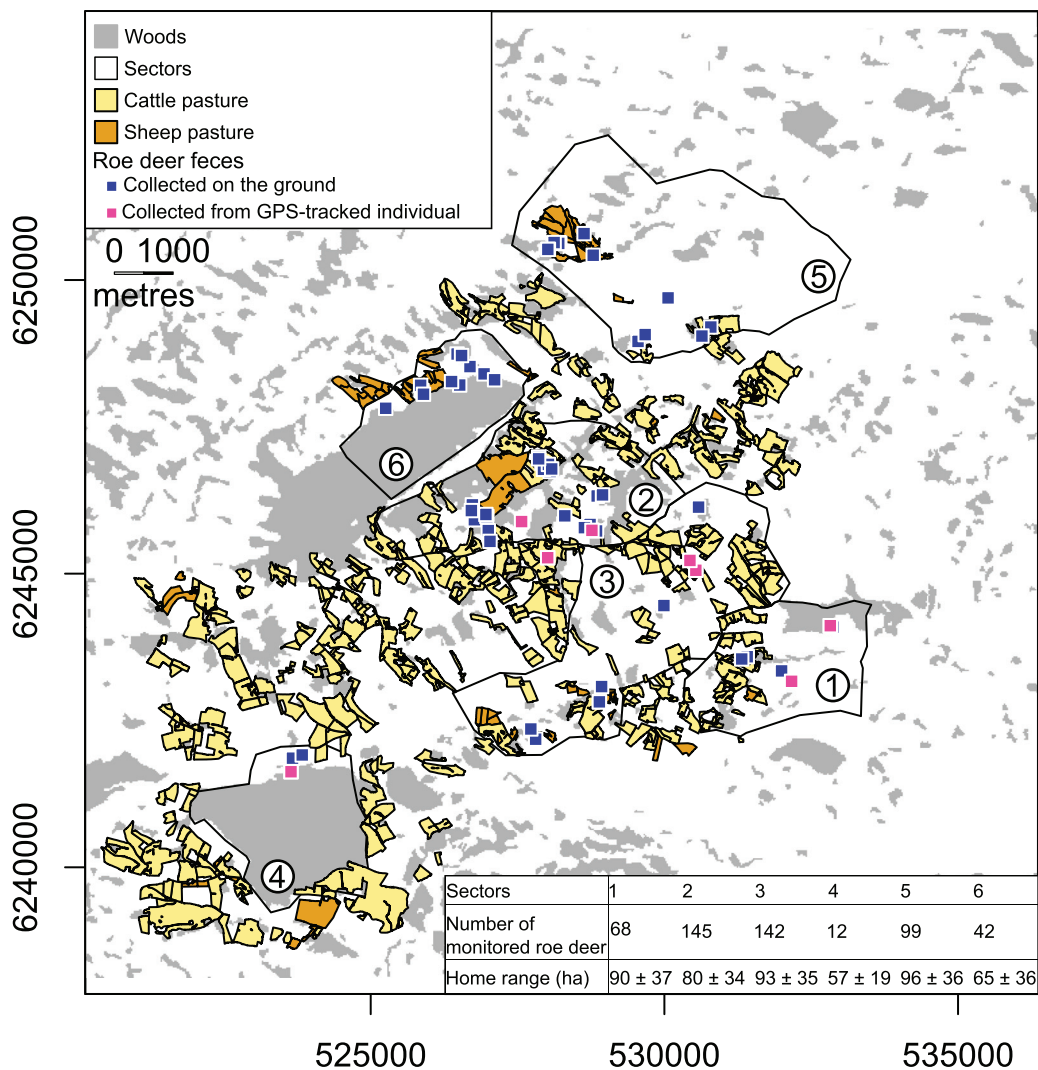 Woods
Sectors
Cattle pasture
Sheep pasture
Roe deer feces
Collected on the ground
Collected from GPS-tracked individual
0 1000
metres
6250000
6245000
6240000
5
6
2
3
1
4
Sectors 1 2 3 4 5 6
Number of
monitored roe deer 68 145 142 12 99 42
Home range (ha) 90 ± 37 80 ± 34 93 ± 35 57 ± 19 96 ± 36 65 ± 36
525000 530000 535000